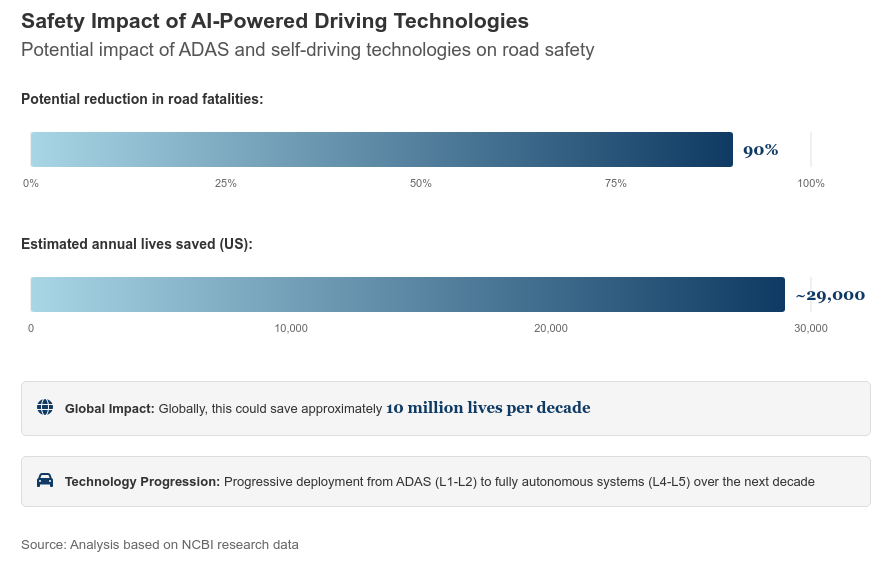 Safety Impact of AI-Powered Driving Technologies
Potential impact of ADAS and self-driving technologies on road safety
Potential reduction in road fatalities:
90%
0% 25% 50% 75% 100%
Estimated annual lives saved (US):
~29,000
0 10,000 20,000 30,000
Global Impact: Globally, this could save approximately 10 million lives per decade
Technology Progression: Progressive deployment from ADAS (L1-L2) to fully autonomous systems (L4-L5) over the next decade
Source: Analysis based on NCBI research data